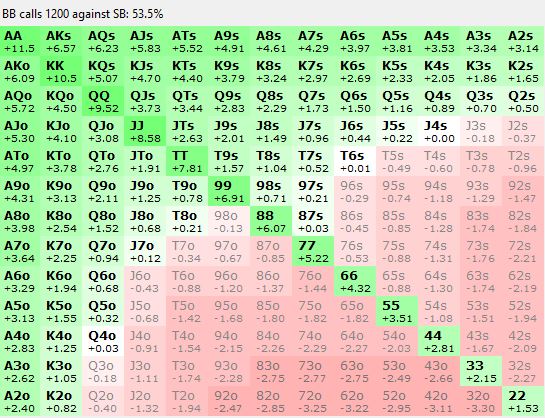 BB calls 1200 against SB: 53.5%
AA AKs AQs AJs ATs A9s A8s A7s A6s A5s A4s A3s A2s
+11.5 +6.57 +6.23 +5.83 +5.52 +4.91 +4.61 +4.29 +3.97 +3.81 +3.53 +3.34 +3.14
AKo KK KQs KJs KTs K9s K8s K7s K6s K5s K4s K3s K2s
+6.09 +10.5 +5.07 +4.70 +4.40 +3.79 +3.24 +2.97 +2.69 +2.33 +2.05 +1.86 +1.65
AQo KQo QQ QJs QTs Q9s Q8s Q7s Q6s Q5s Q4s Q3s Q2s
+5.72 +4.50 +9.52 +3.73 +3.44 +2.83 +2.29 +1.73 +1.50 +1.16 +0.89 +0.70 +0.50
AJo KJo QJo JJ JTs J9s J8s J7s J6s J5s J4s J3s J2s
+5.30 +4.10 +3.08 +8.58 +2.63 +2.01 +1.49 +0.96 +0.44 +0.22 +0.00 -0.18 -0.37
ATo KTo QTo JTo TT T9s T8s T7s T6s T5s T4s T3s T2s
+4.97 +3.78 +2.76 +1.91 +7.81 +1.57 +1.04 +0.52 +0.01 -0.49 -0.60 -0.78 -0.96
A9o K9o Q9o J9o T9o 99 98s 97s 96s 95s 94s 93s 92s
+4.31 +3.13 +2.11 +1.25 +0.78 +6.91 +0.71 +0.21 -0.29 -0.74 -1.18 -1.29 -1.47
A8o K8o Q8o J8o T8o 98o 88 87s 86s 85s 84s 83s 82s
+3.98 +2.54 +1.52 +0.68 +0.21 -0.13 +6.07 +0.03 -0.45 -0.85 -1.28 -1.74 -1.84
A7o K7o Q7o J7o T7o 97o 87o 77 76s 75s 74s 73s 72s
+3.64 +2.25 +0.94 +0.12 -0.34 -0.67 -0.85 +5.22 -0.53 -0.88 -1.31 -1.76 -2.21
A6o K6o Q6o J6o T6o 96o 86o 76o 66 65s 64s 63s 62s
+3.29 +1.94 +0.68 -0.43 -0.88 -1.20 -1.37 -1.44 +4.32 -0.88 -1.30 -1.74 -2.19
A5o K5o Q5o J5o T5o 95o 85o 75o 65o 55 54s 53s 52s
+3.13 +1.55 +0.32 -0.68 -1.42 -1.68 -1.80 -1.82 -1.82 +3.51 -1.08 -1.51 -1.94
A4o K4o Q4o J4o T4o 94o 84o 74o 64o 54o 44 43s 42s
+2.83 +1.25 +0.03 -0.91 -1.54 -2.15 -2.26 -2.29 -2.27 -2.03 +2.81 -1.67 -2.09
A3o K3o Q3o J3o T3o 93o 83o 73o 63o 53o 43o 33 32s
+2.62 +1.05 -0.18 -1.11 -1.74 -2.28 -2.75 -2.77 -2.75 -2.49 -2.66 +2.15 -2.27
A2o K2o Q2o J2o T2o 92o 82o 72o 62o 52o 42o 32o 22
+2.40 +0.82 -0.40 -1.32 -1.94 -2.47 -2.85 -3.25 -3.22 -2.95 -3.11 -3.30 +1.53